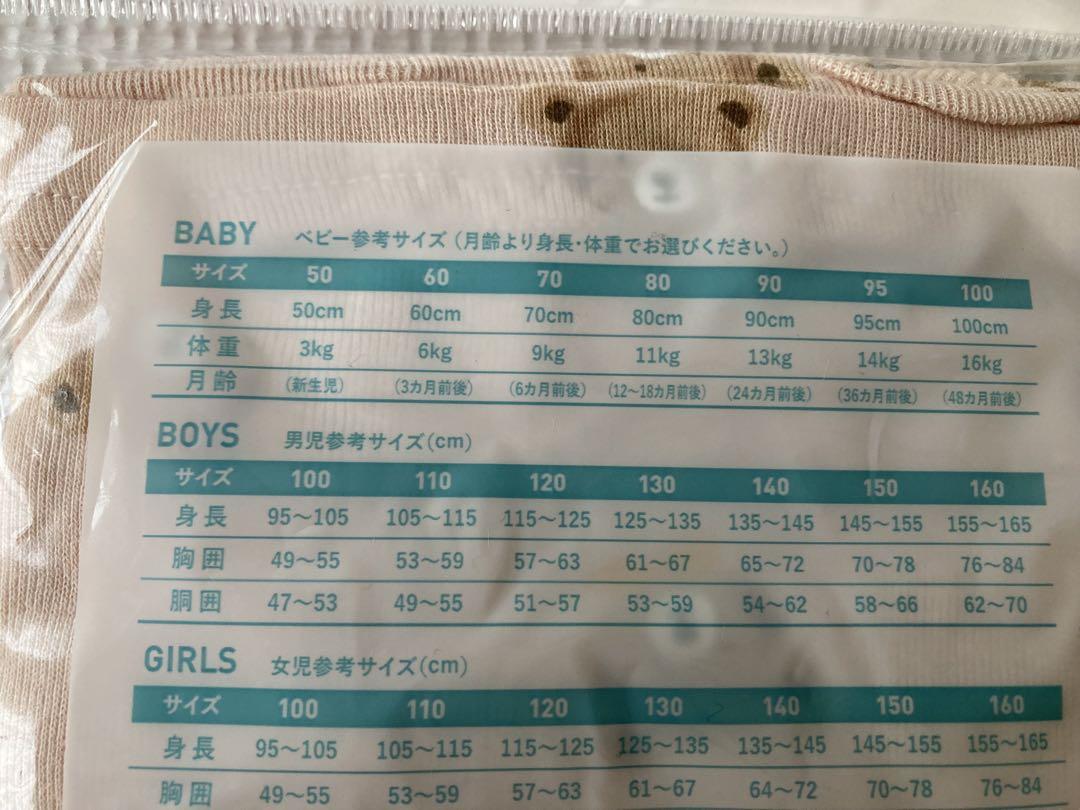 BABY ベビー参考サイズ(月齢より身長・体重でお選びください。)
サイズ 50 60 70 80 90 95 100
身長 50cm 60cm 70cm 80cm 90cm 95cm 100cm
体重 3kg 6kg 9kg 11kg 13kg 14kg 16kg
月齢 (新生児) (3カ月前後) (6カ月前後) (12〜18カ月前後) (24カ月前後) (36カ月前後) (48カ月前後)
BOYS 男児参考サイズ(cm)
サイズ 100 110 120 130 140 150 160
身長 95〜105 105〜115 115〜125 125〜135 135〜145 145〜155 155〜165
胸囲 49〜55 53〜59 57〜63 61〜67 65〜72 70〜78 76〜84
胴囲 47〜53 49〜55 51〜57 53〜59 54〜62 58〜66 62〜70
GIRLS 女児参考サイズ(cm)
サイズ 100 110 120 130 140 150 160
身長 95〜105 105〜115 115〜125 125〜135 135〜145 145〜155 155〜165
胸囲 49〜55 53〜59 57〜63 61〜67 64〜72 70〜78 76〜84